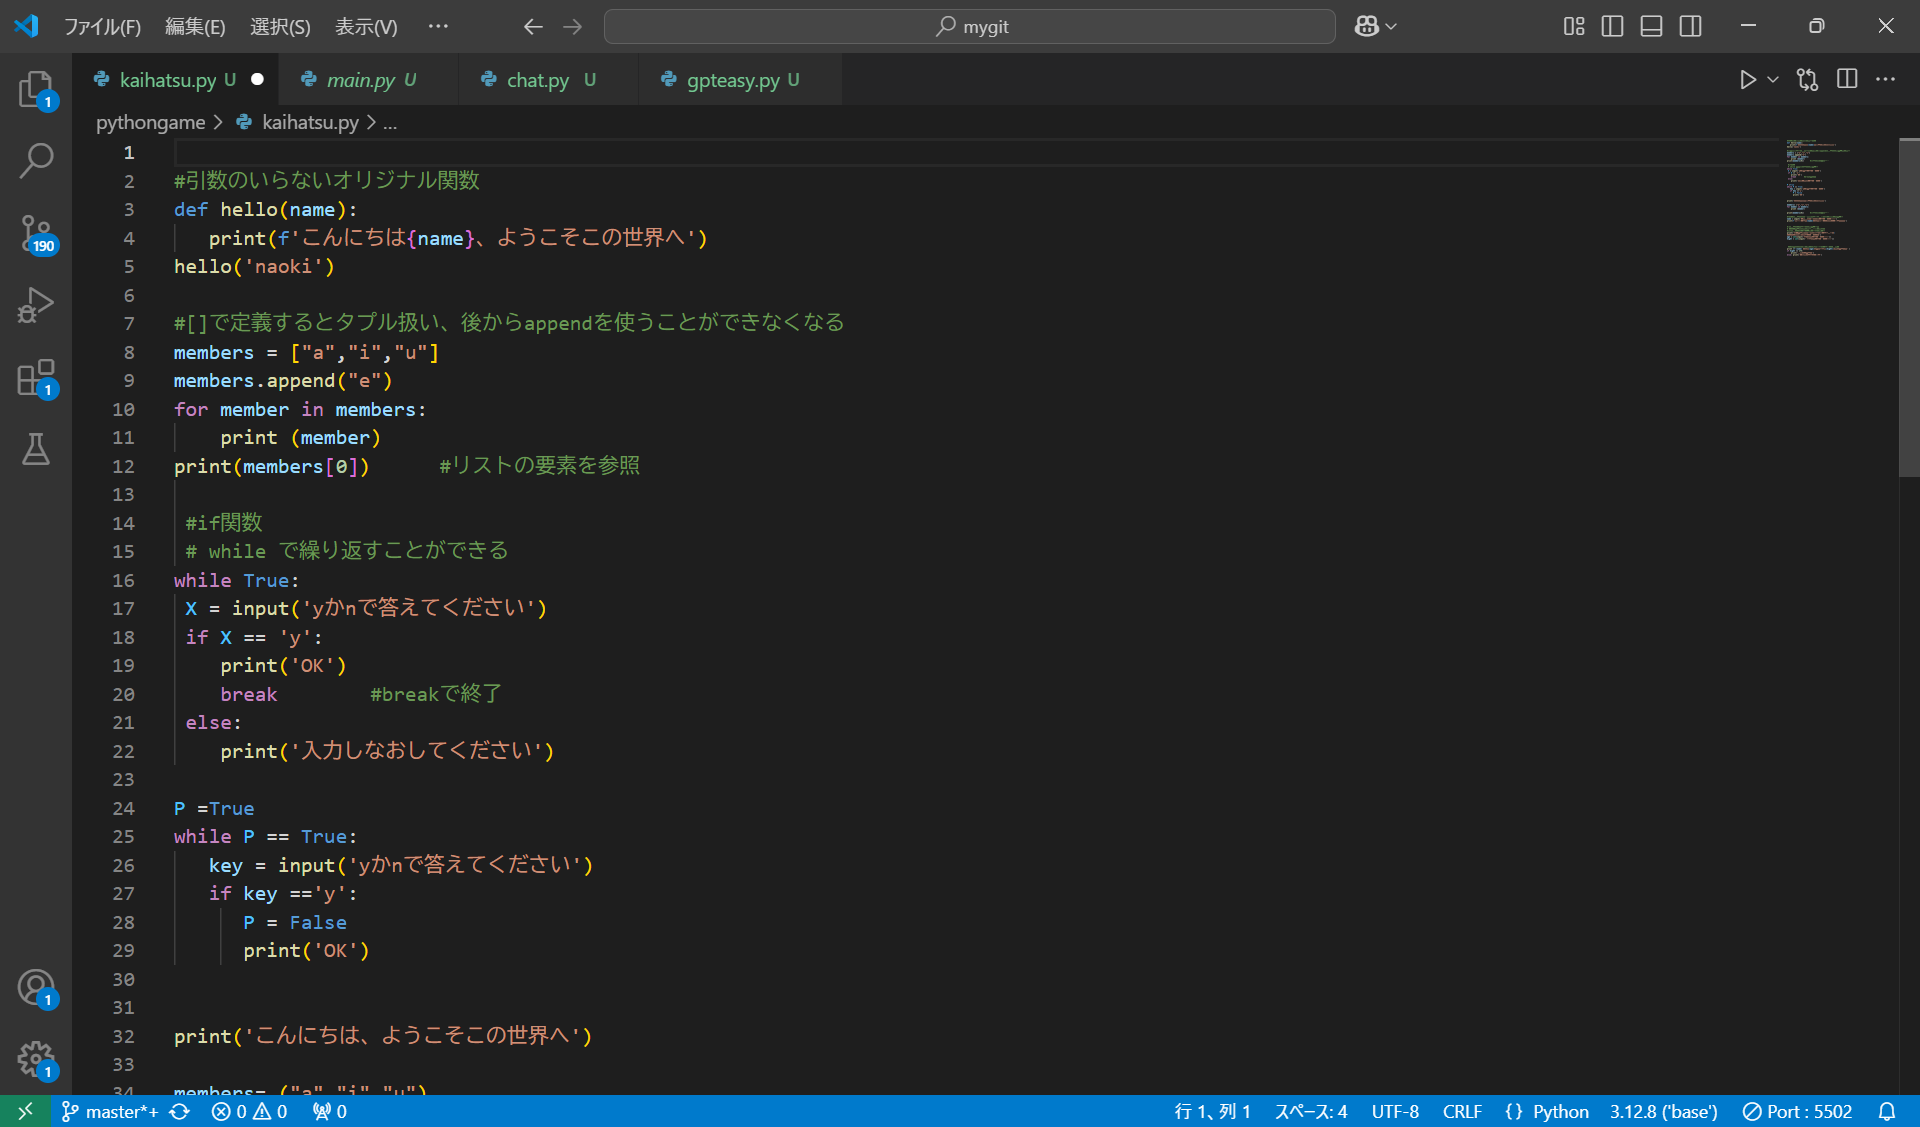 ファイル(F) 編集(E) 選択(S) 表示(V) ··· mygit
kaihatsu.py U main.py U chat.py U gpteasy.py U
pythongame > kaihatsu.py > ...
1
2 #引数のいらないオリジナル関数
3 def hello(name):
4 print(f'こんにちは{name}、ようこそこの世界へ')
5 hello('naoki')
6
7 #[]で定義するとタプル扱い、後からappendを使うことができなくなる
8 members = ["a","i","u"]
9 members.append("e")
10 for member in members:
11 print (member)
12 print(members[0]) #リストの要素を参照
13
14 #if関数
15 # while で繰り返すことができる
16 while True:
17 X = input('yかnで答えてください')
18 if X == 'y':
19 print('OK')
20 break #breakで終了
21 else:
22 print('入力しなおしてください')
23
24 P =True
25 while P == True:
26 key = input('yかnで答えてください')
27 if key =='y':
28 P = False
29 print('OK')
30
31
32 print('こんにちは、ようこそこの世界へ')
33
34 members= ("a","i","u")
1
190
1
1
1
master*+ 0 0 0 行 1、列 1 スペース: 4 UTF-8 CRLF {} Python 3.12.8 ('base') Port : 5502